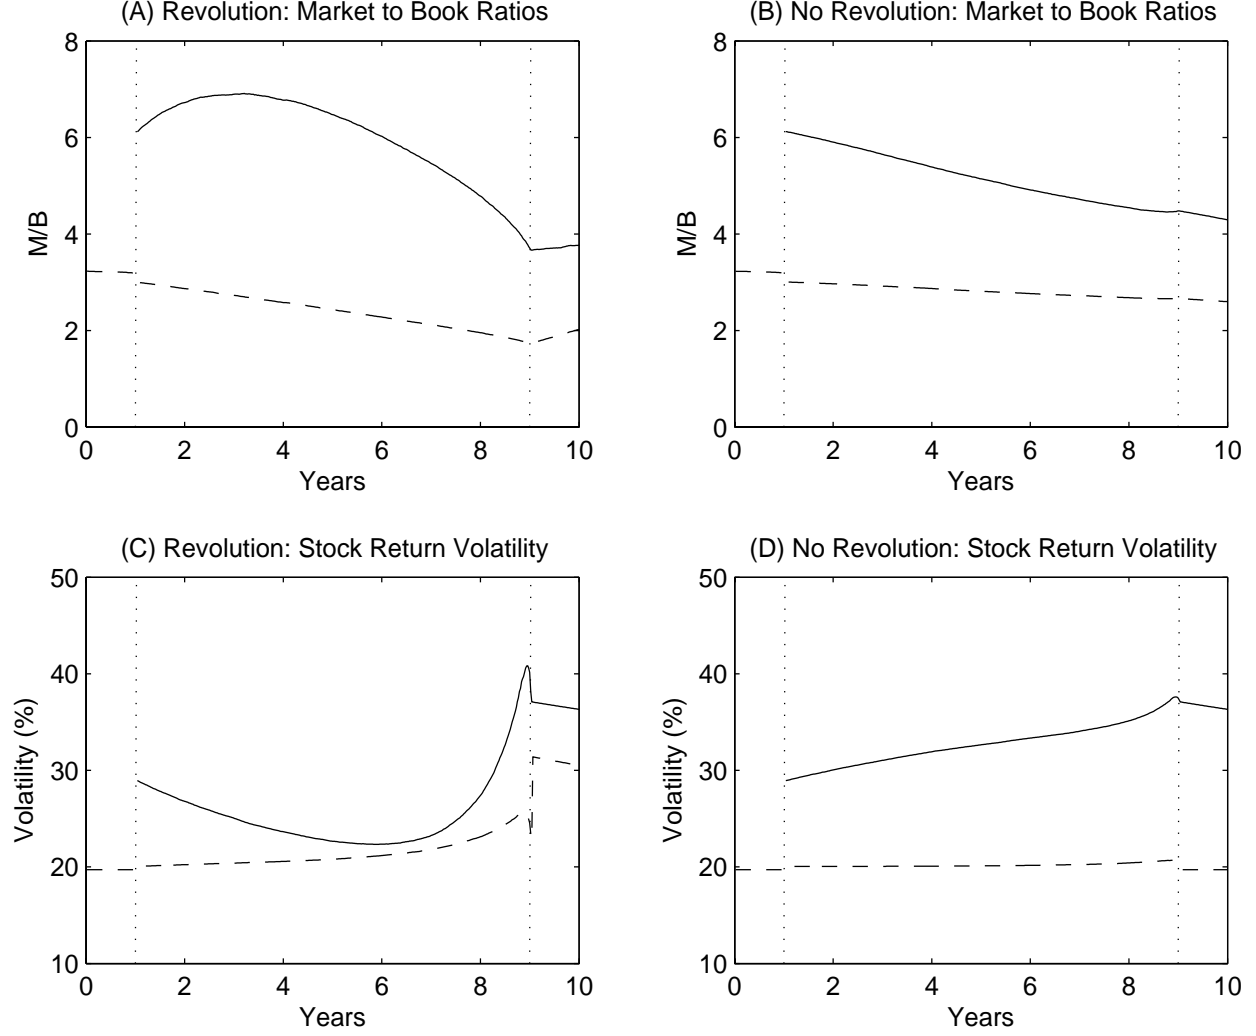 (A) Revolution: Market to Book Ratios
8
6
4
2
0
M/B
0 2 4 6 8 10
Years
(B) No Revolution: Market to Book Ratios
8
6
4
2
0
M/B
0 2 4 6 8 10
Years
(C) Revolution: Stock Return Volatility
50
40
30
20
10
Volatility (%)
0 2 4 6 8 10
Years
(D) No Revolution: Stock Return Volatility
50
40
30
20
10
Volatility (%)
0 2 4 6 8 10
Years